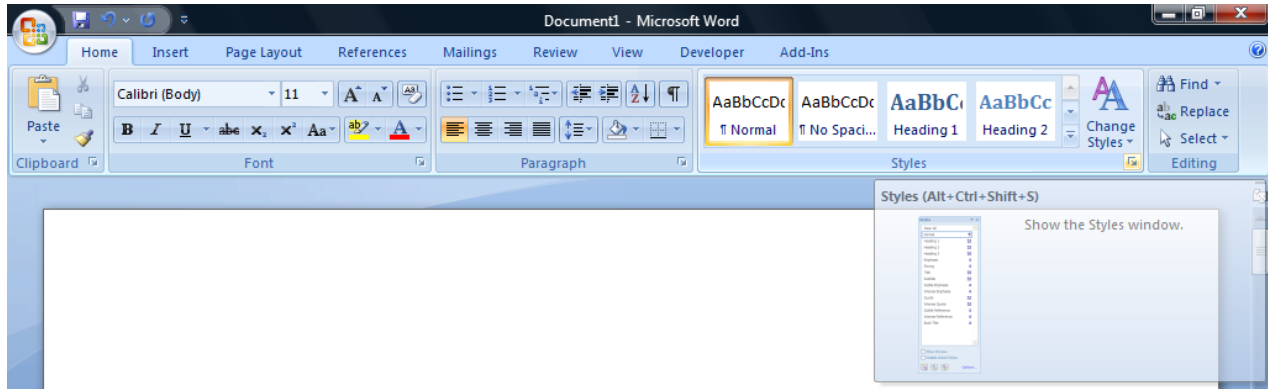 Document1 - Microsoft Word
Home Insert Page Layout References Mailings Review View Developer Add-Ins
Calibri (Body) 11
Paste
B I U abc X₂ X² Aa ab A
AaBbCcDc AaBbCcDc AaBbC AaBbCc
¶ Normal ¶ No Spaci... Heading 1 Heading 2
Change
Styles
Find
Replace
Select
Clipboard Font Paragraph Styles Editing
Styles (Alt+Ctrl+Shift+S)
Show the Styles window.